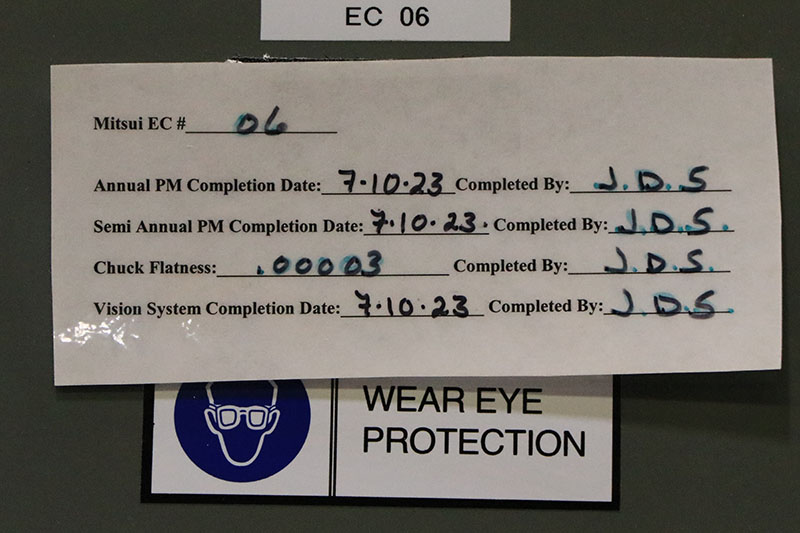 EC 06
Mitsui EC # 06
Annual PM Completion Date: 7·10·23 Completed By: J.D.S
Semi Annual PM Completion Date: 7·10·23. Completed By: J.D.S.
Chuck Flatness: .00003 Completed By: J.D.S.
Vision System Completion Date: 7·10·23 Completed By: J.D.S.
WEAR EYE
PROTECTION